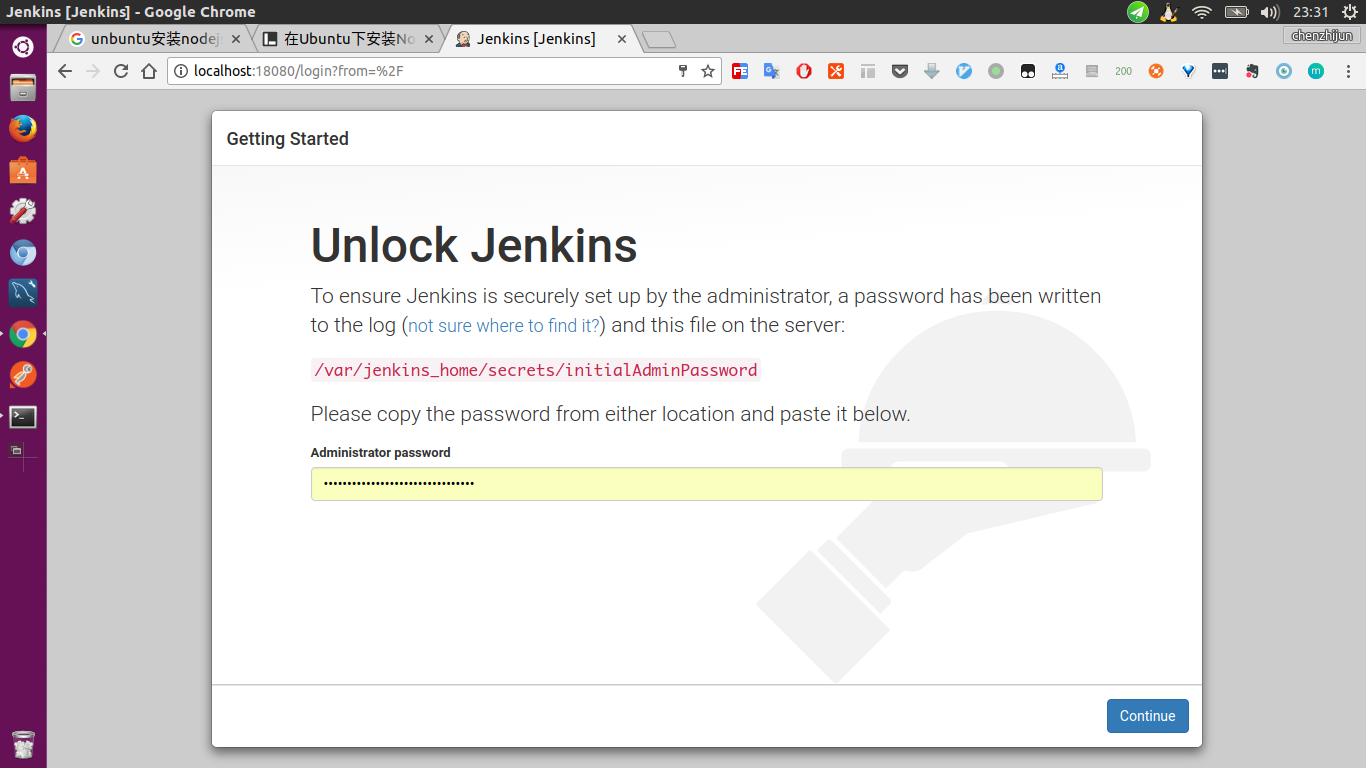 Jenkins [Jenkins] - Google Chrome
23:31
unbuntu安装nodej
在Ubuntu下安装No
Jenkins [Jenkins]
chenzhijun
localhost:18080/login?from=%2F
200
Getting Started
Unlock Jenkins
To ensure Jenkins is securely set up by the administrator, a password has been written
to the log (not sure where to find it?) and this file on the server:
/var/jenkins_home/secrets/initialAdminPassword
Please copy the password from either location and paste it below.
Administrator password
••••••••••••••••••••••••••••••••
Continue